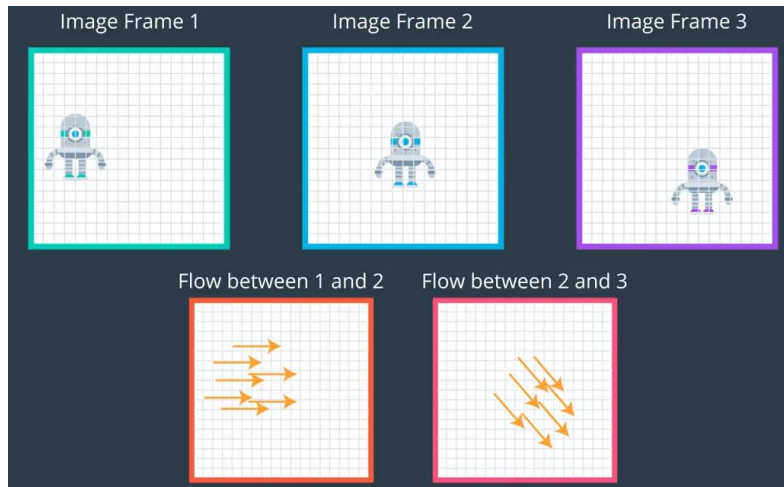 Image Frame 1
Image Frame 2
Image Frame 3
Flow between 1 and 2
Flow between 2 and 3